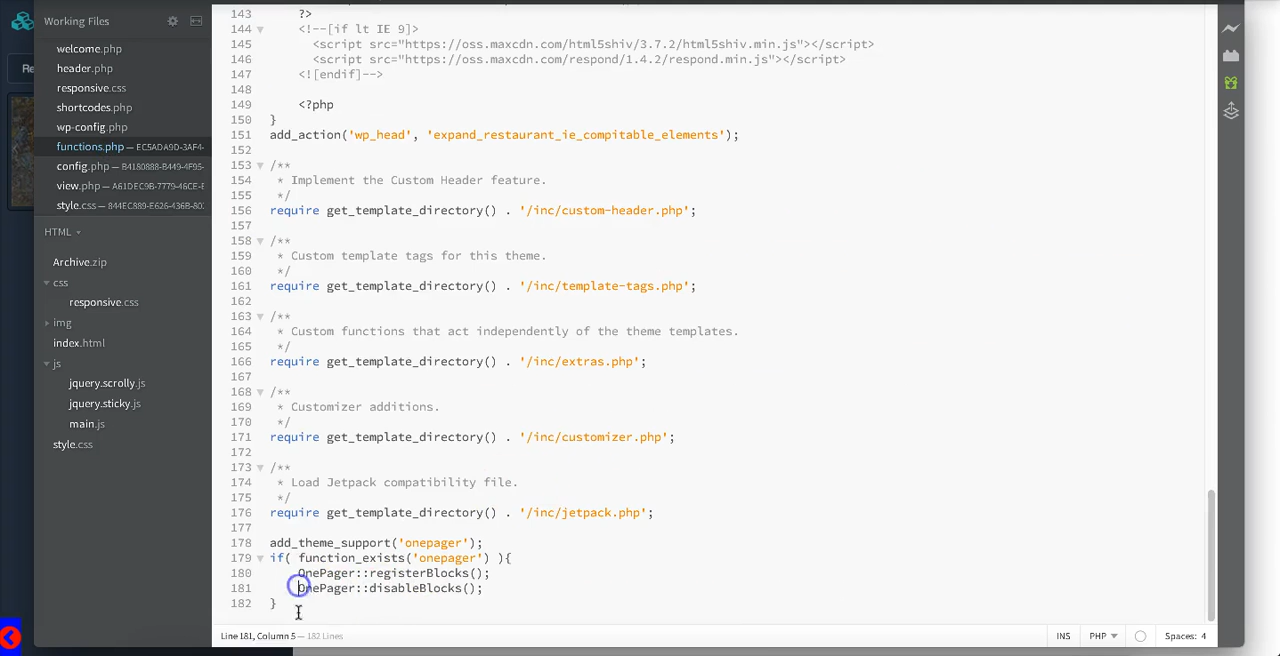 Working Files
welcome.php
header.php
responsive.css
shortcodes.php
wp-config.php
functions.php — EC5ADA9D-3AF4-
config.php — B4180888-B449-4F95-
view.php — A61DEC9B-7779-46CE-E
style.css — 844EC889-E626-436B-80
HTML
Archive.zip
css
responsive.css
img
index.html
js
jquery.scrolly.js
jquery.sticky.js
main.js
style.css
Re
143 ?>
144 <!--[if lt IE 9]>
145 <script src="https://oss.maxcdn.com/html5shiv/3.7.2/html5shiv.min.js"></script>
146 <script src="https://oss.maxcdn.com/respond/1.4.2/respond.min.js"></script>
147 <![endif]-->
148
149 <?php
150 }
151 add_action('wp_head', 'expand_restaurant_ie_compitable_elements');
152
153 /**
154 * Implement the Custom Header feature.
155 */
156 require get_template_directory() . '/inc/custom-header.php';
157
158 /**
159 * Custom template tags for this theme.
160 */
161 require get_template_directory() . '/inc/template-tags.php';
162
163 /**
164 * Custom functions that act independently of the theme templates.
165 */
166 require get_template_directory() . '/inc/extras.php';
167
168 /**
169 * Customizer additions.
170 */
171 require get_template_directory() . '/inc/customizer.php';
172
173 /**
174 * Load Jetpack compatibility file.
175 */
176 require get_template_directory() . '/inc/jetpack.php';
177
178 add_theme_support('onepager');
179 if( function_exists('onepager') ){
180 OnePager::registerBlocks();
181 OnePager::disableBlocks();
182 }
Line 181, Column 5 — 182 Lines
INS
PHP
Spaces: 4